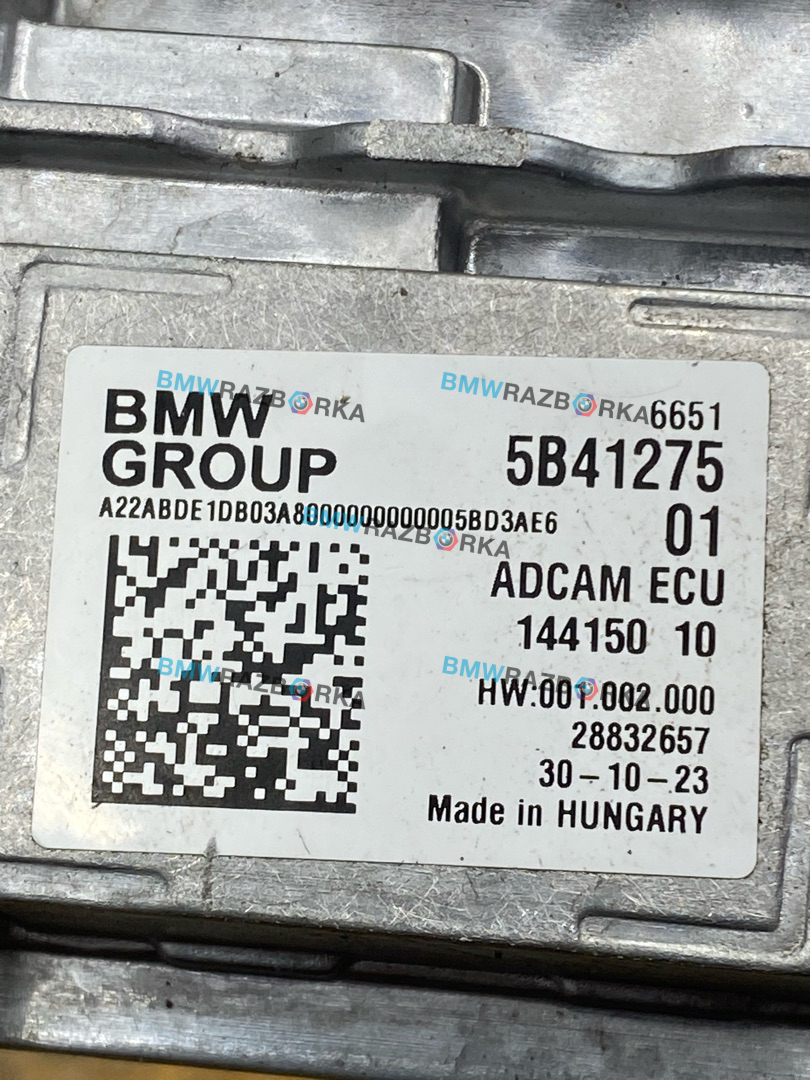 BMWRAZBORKA
BMWRAZBORKA
BMW
GROUP
6651
5B41275
A22ABDE1DB03A8000000000005BD3AE6
01
BMWRAZBORKA
ADCAM ECU
144150 10
BMWRAZBORKA
BMWRAZBORKA
HW:001.002.000
28832657
30-10-23
Made in HUNGARY